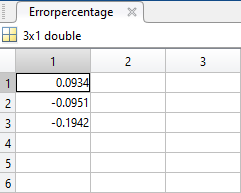 Errorpercentage
3x1 double
1 2 3
1 0.0934
2 -0.0951
3 -0.1942
4
5
6